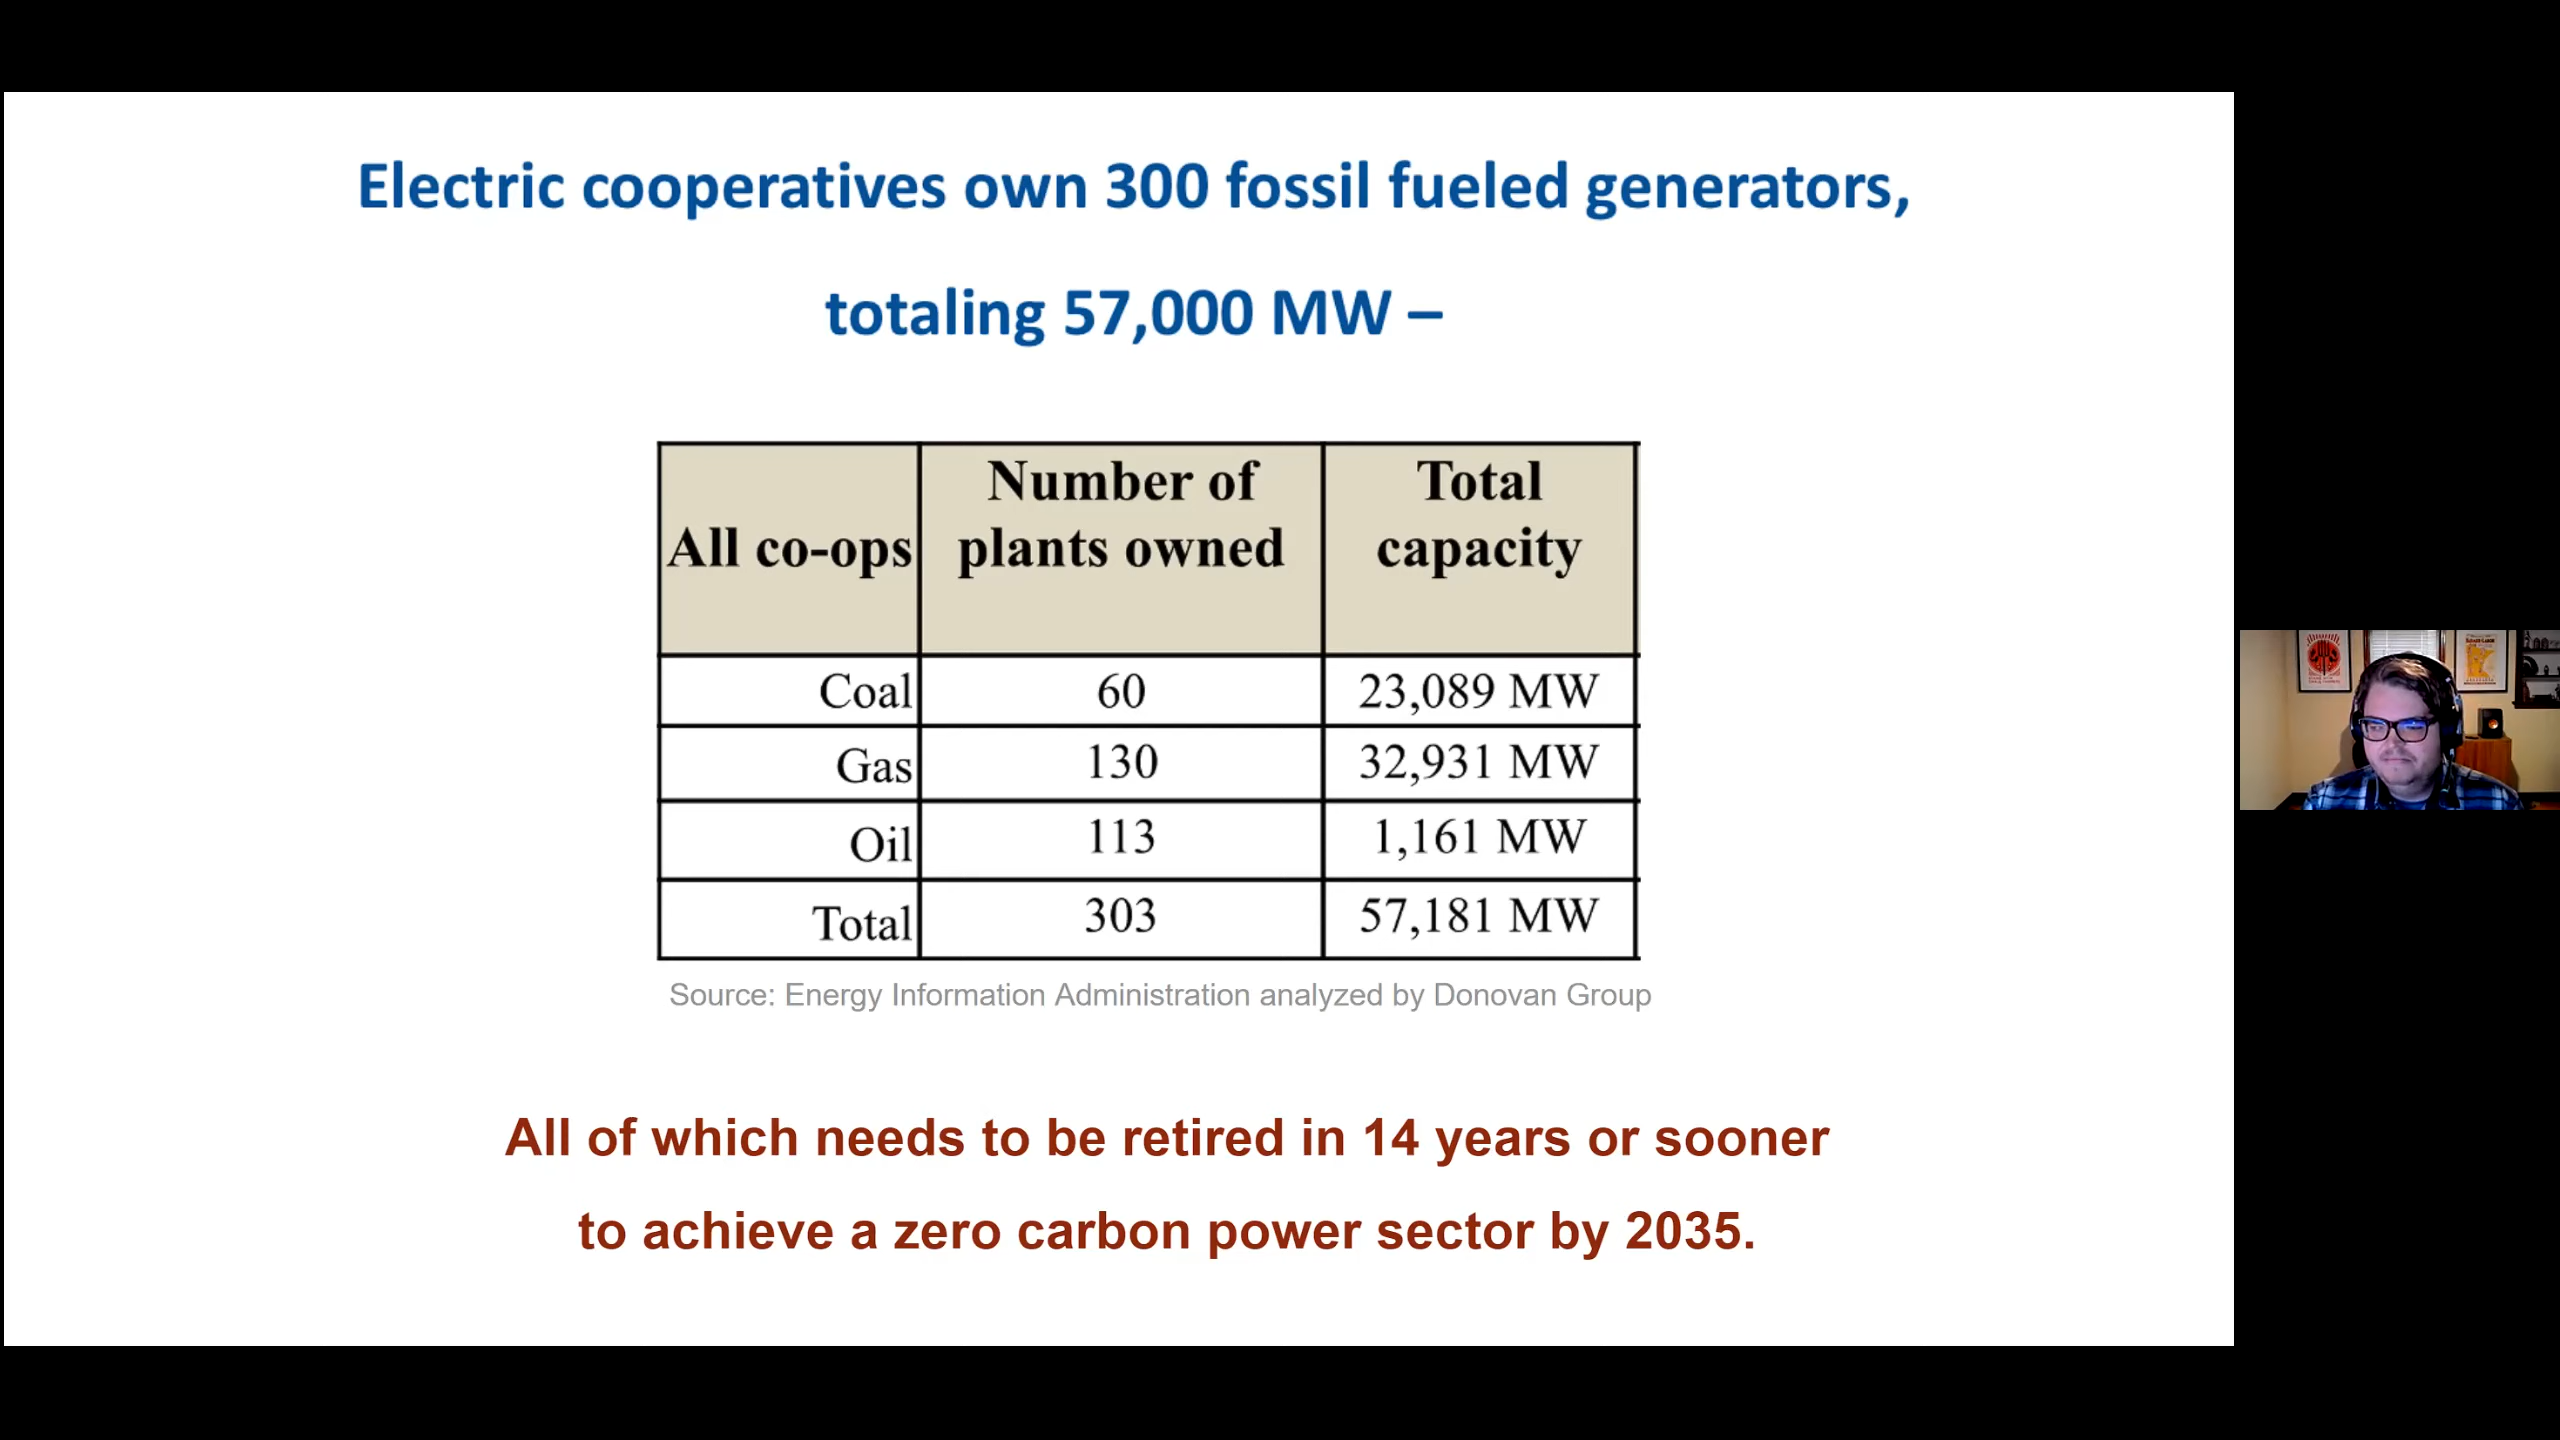 Electric cooperatives own 300 fossil fueled generators,
totaling 57,000 MW –
All co-ops Number of plants owned Total capacity
Coal 60 23,089 MW
Gas 130 32,931 MW
Oil 113 1,161 MW
Total 303 57,181 MW
Source: Energy Information Administration analyzed by Donovan Group
All of which needs to be retired in 14 years or sooner
to achieve a zero carbon power sector by 2035.